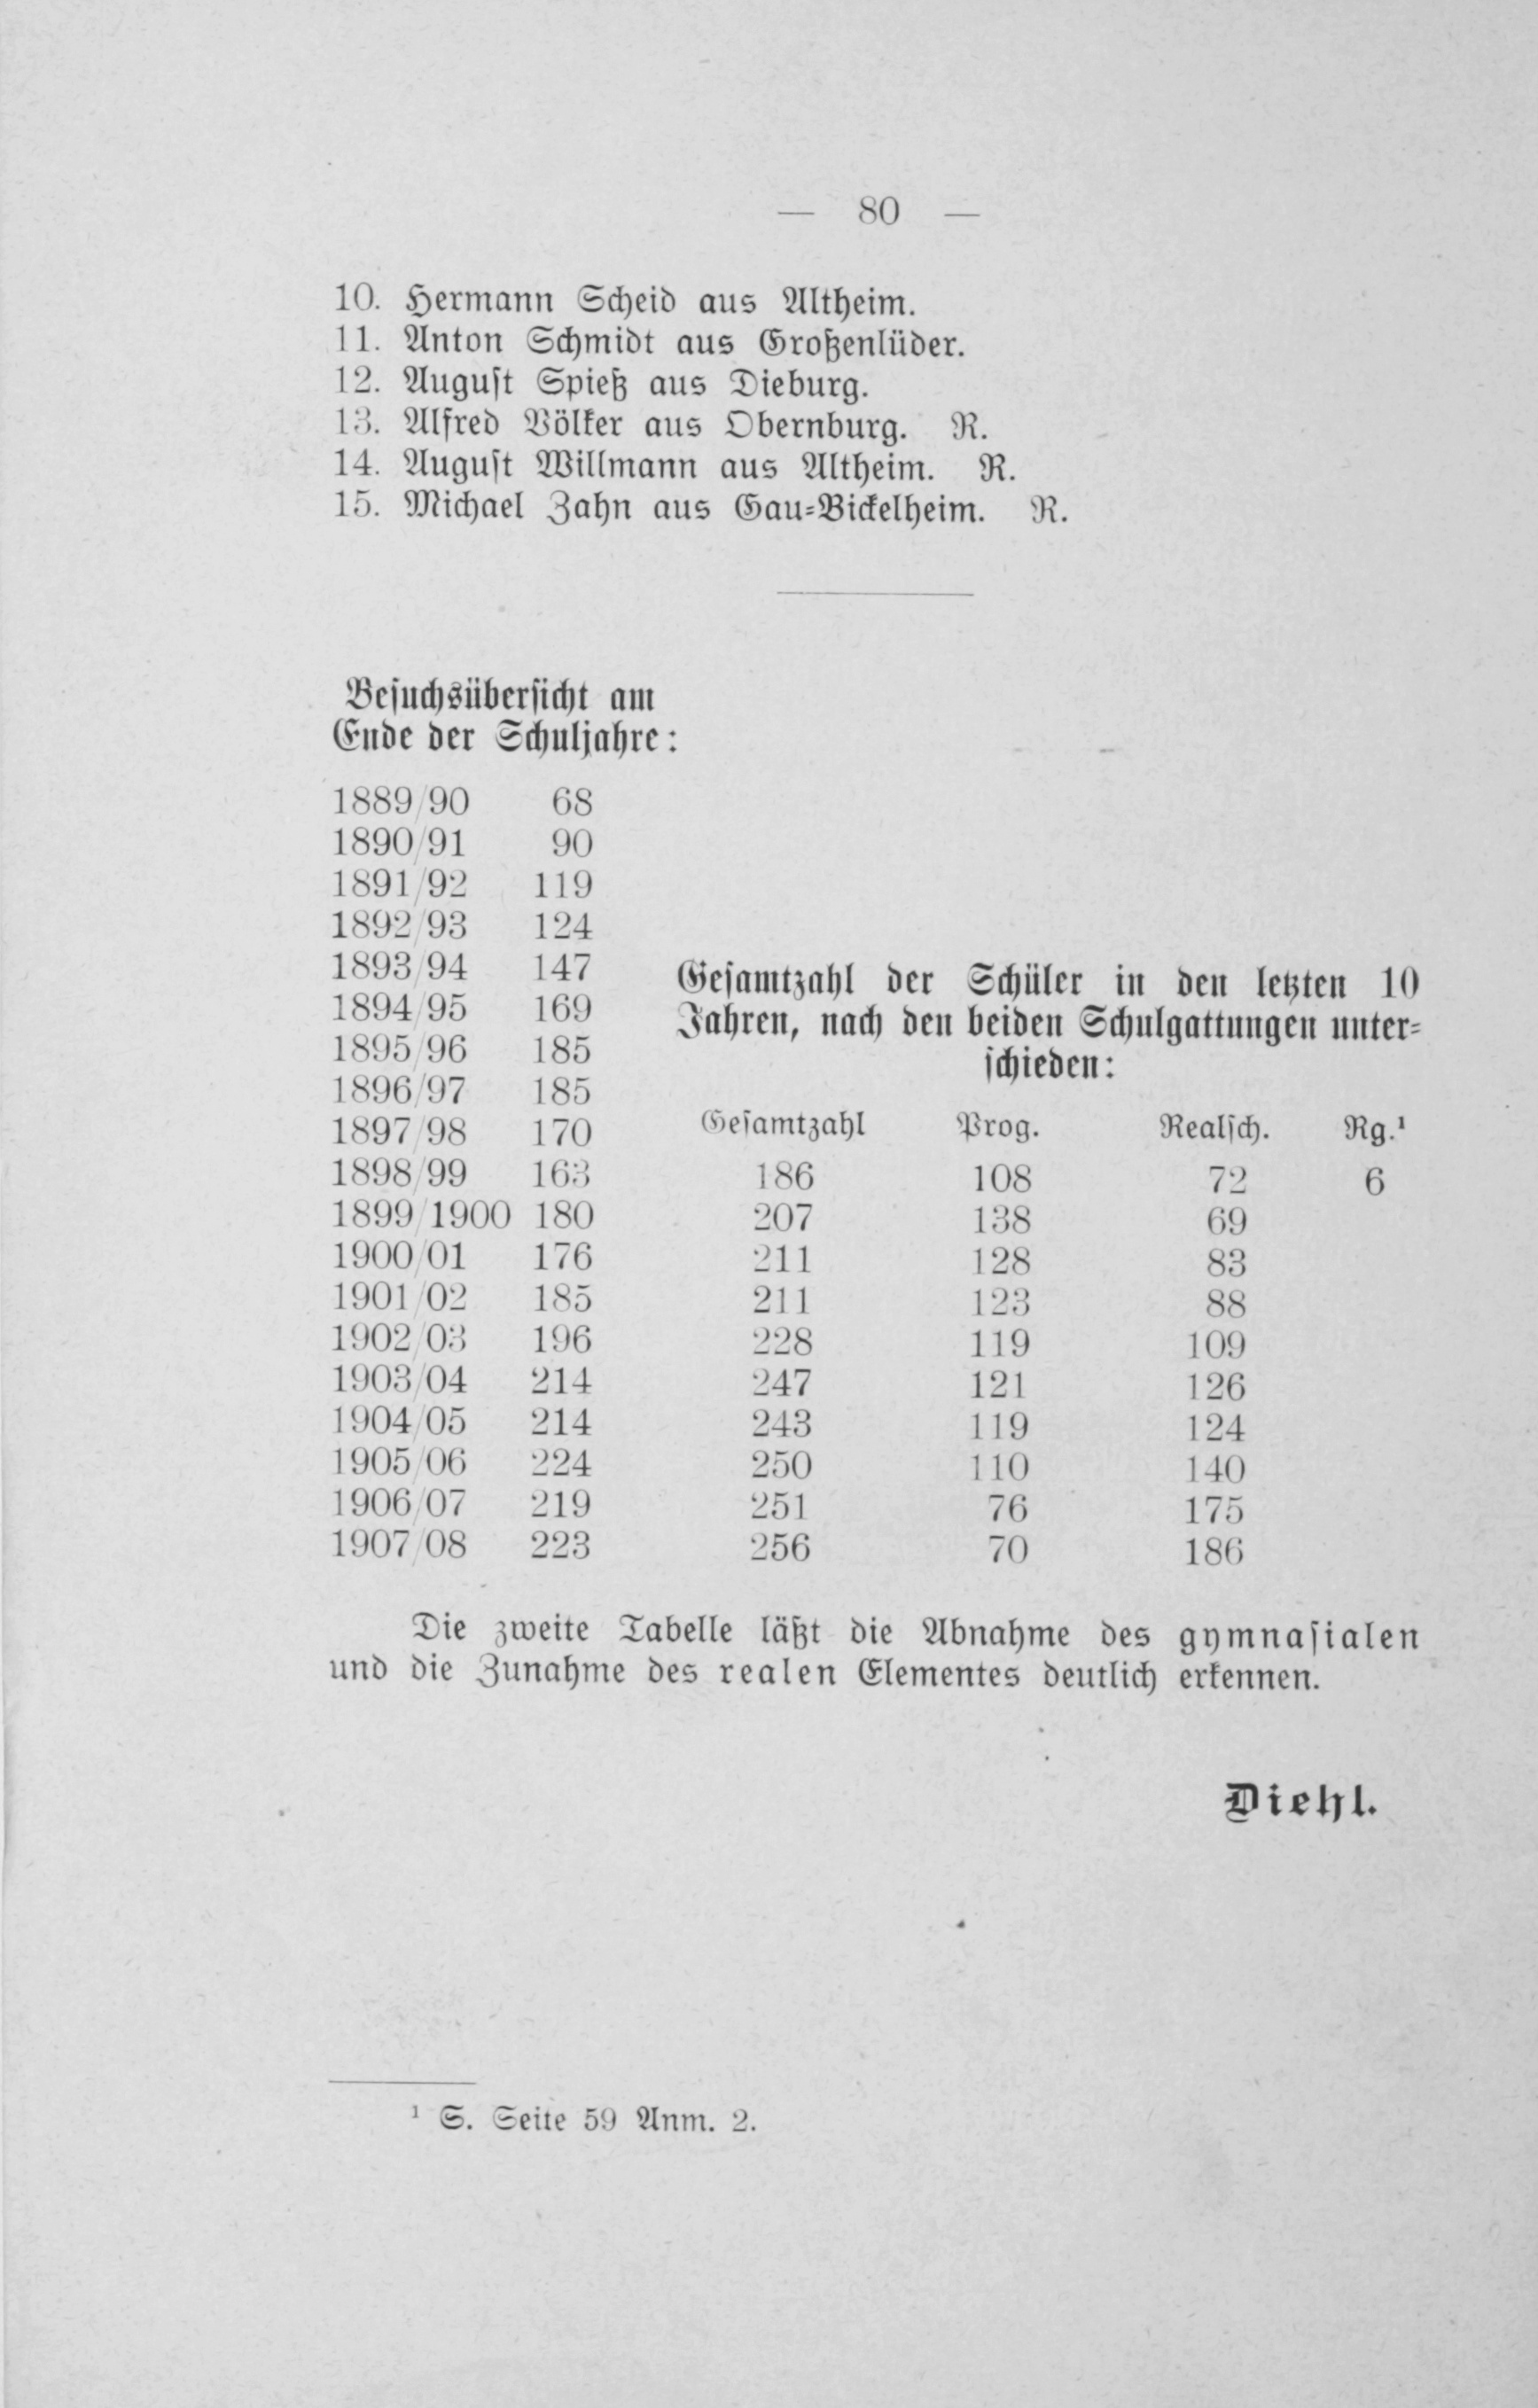 — 80 —
10. Hermann Scheid aus Altheim.
11. Anton Schmidt aus Großenlüder.
12. August Spieß aus Dieburg.
13. Alfred Völker aus Obernburg. R.
14. August Willmann aus Altheim. R.
15. Michael Zahn aus Gau-Bickelheim. R.
Besuchsübersicht am
Ende der Schuljahre:
1889/90 68
1890/91 90
1891/92 119
1892/93 124
1893/94 147
1894/95 169
1895/96 185
1896/97 185
1897/98 170
Gesamtzahl der Schüler in den letzten 10
Jahren, nach den beiden Schulgattungen unter-
schieden:
Gesamtzahl Prog. Realsch. Rg.¹
1898/99 163 186 108 72 6
1899/1900 180 207 138 69
1900/01 176 211 128 83
1901/02 185 211 123 88
1902/03 196 228 119 109
1903/04 214 247 121 126
1904/05 214 243 119 124
1905/06 224 250 110 140
1906/07 219 251 76 175
1907/08 223 256 70 186
Die zweite Tabelle läßt die Abnahme des gymnasialen
und die Zunahme des realen Elementes deutlich erkennen.
Diehl.
¹ S. Seite 59 Anm. 2.